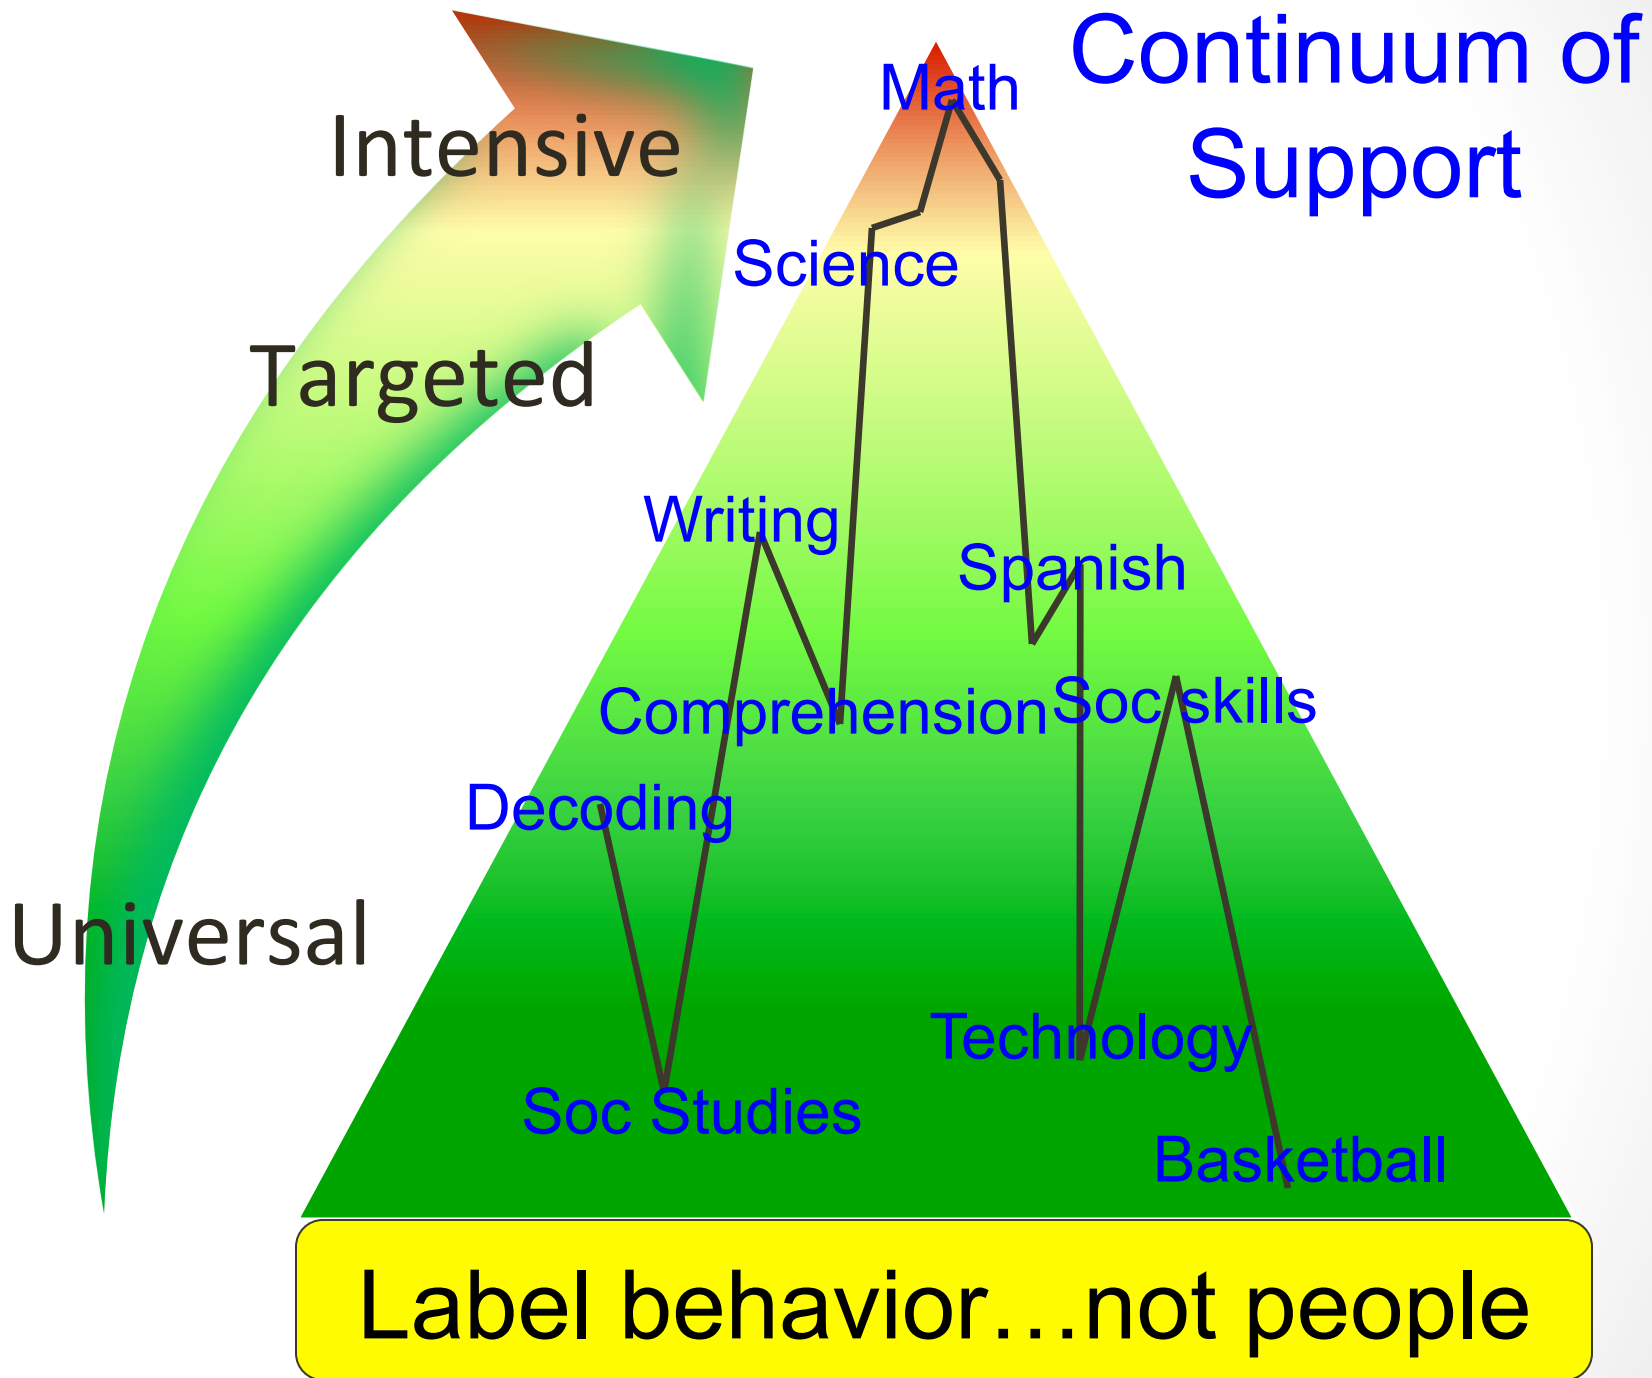 Continuum of
Support
Math
Intensive
Science
Targeted
Writing
Spanish
Comprehension
Soc skills
Decoding
Universal
Technology
Soc Studies
Basketball
Label behavior…not people